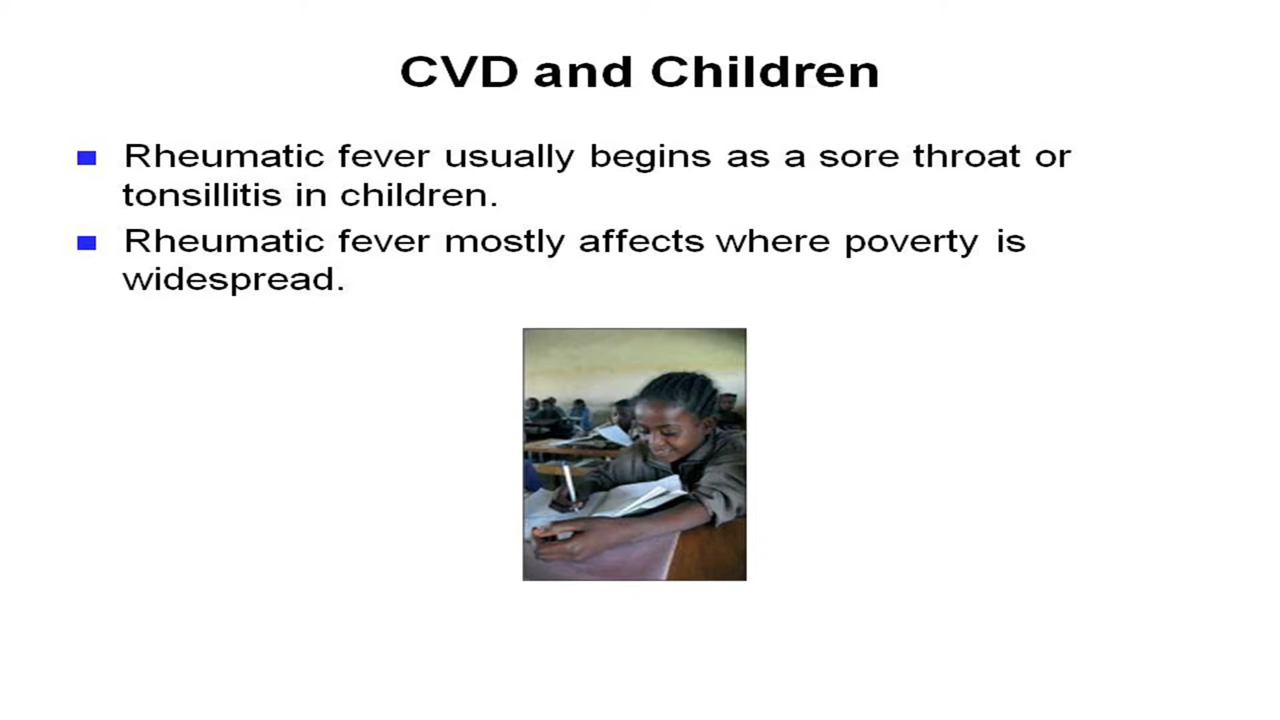 CVD and Children
Rheumatic fever usually begins as a sore throat or
tonsillitis in children.
Rheumatic fever mostly affects where poverty is
widespread.